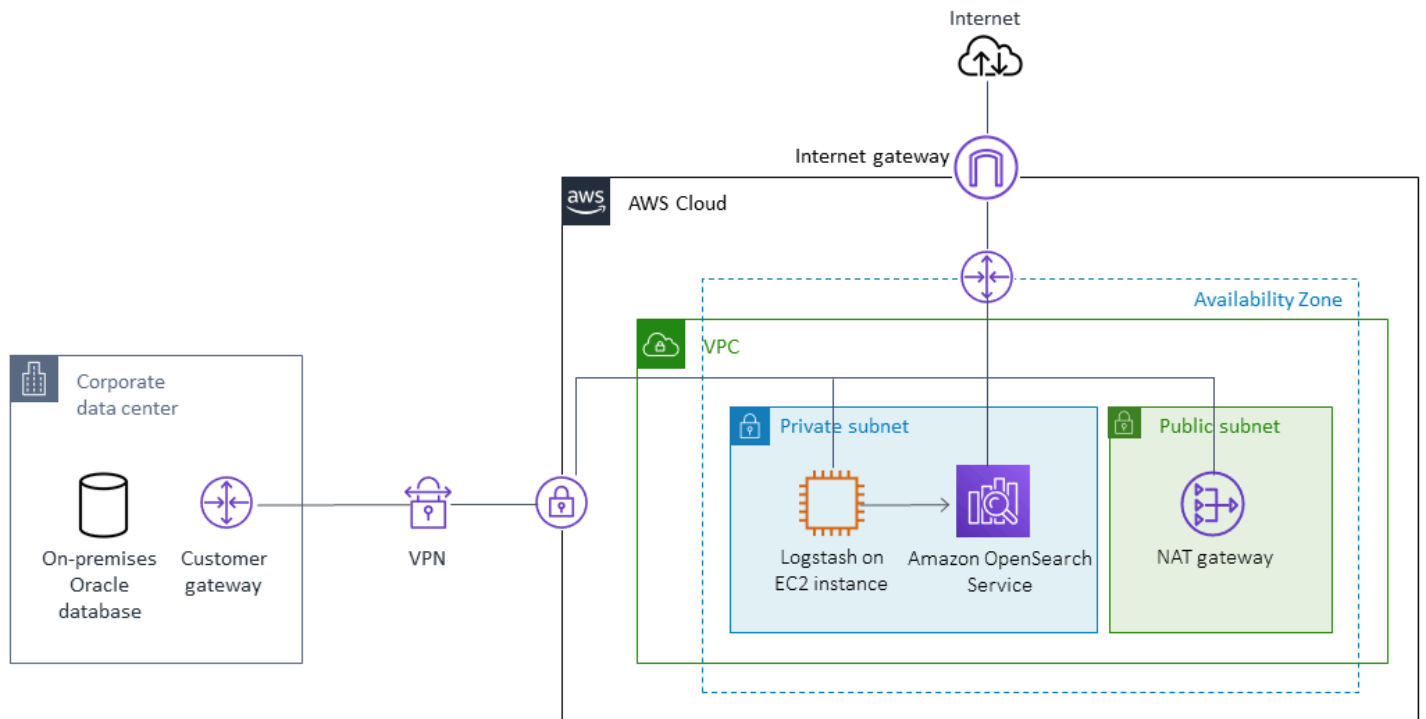 Internet
Internet gateway
aws
AWS Cloud
Availability Zone
VPC
Corporate
data center
Private subnet
Public subnet
On-premises
Oracle
database
Customer
gateway
VPN
Logstash on
EC2 instance
Amazon OpenSearch
Service
NAT gateway